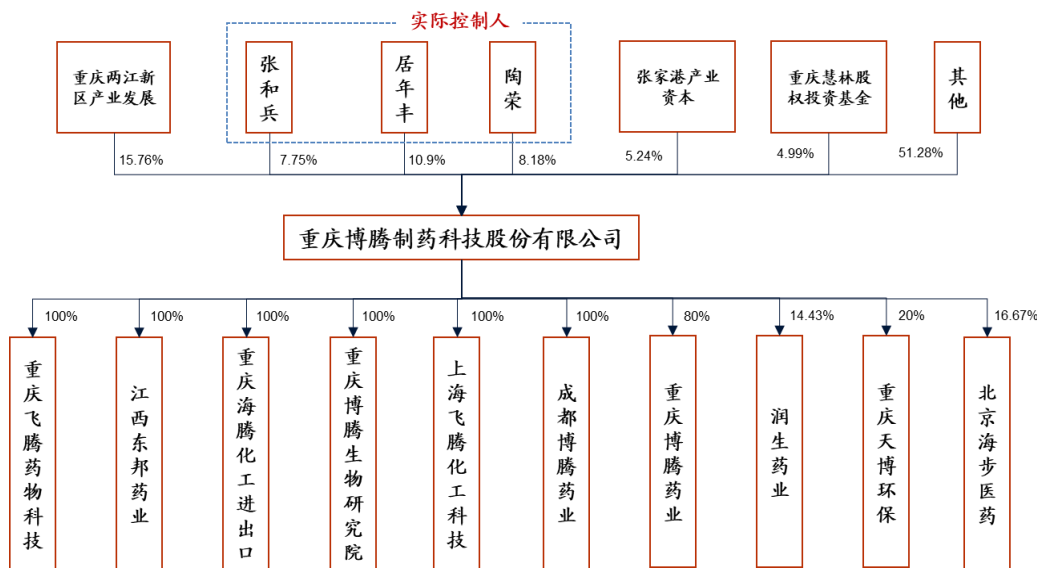 实际控制人
重庆两江新
区产业发展
张和兵
居年丰
陶荣
张家港产业
资本
重庆慧林股
权投资基金
其他
15.76%
7.75%
10.9%
8.18%
5.24%
4.99%
51.28%
重庆博腾制药科技股份有限公司
100%
100%
100%
100%
100%
100%
80%
14.43%
20%
16.67%
重庆飞腾药物科技
江西东邦药业
重庆海腾化工进出口
重庆博腾生物研究院
上海飞腾化工科技
成都博腾药业
重庆博腾药业
润生药业
重庆天博环保
北京海步医药